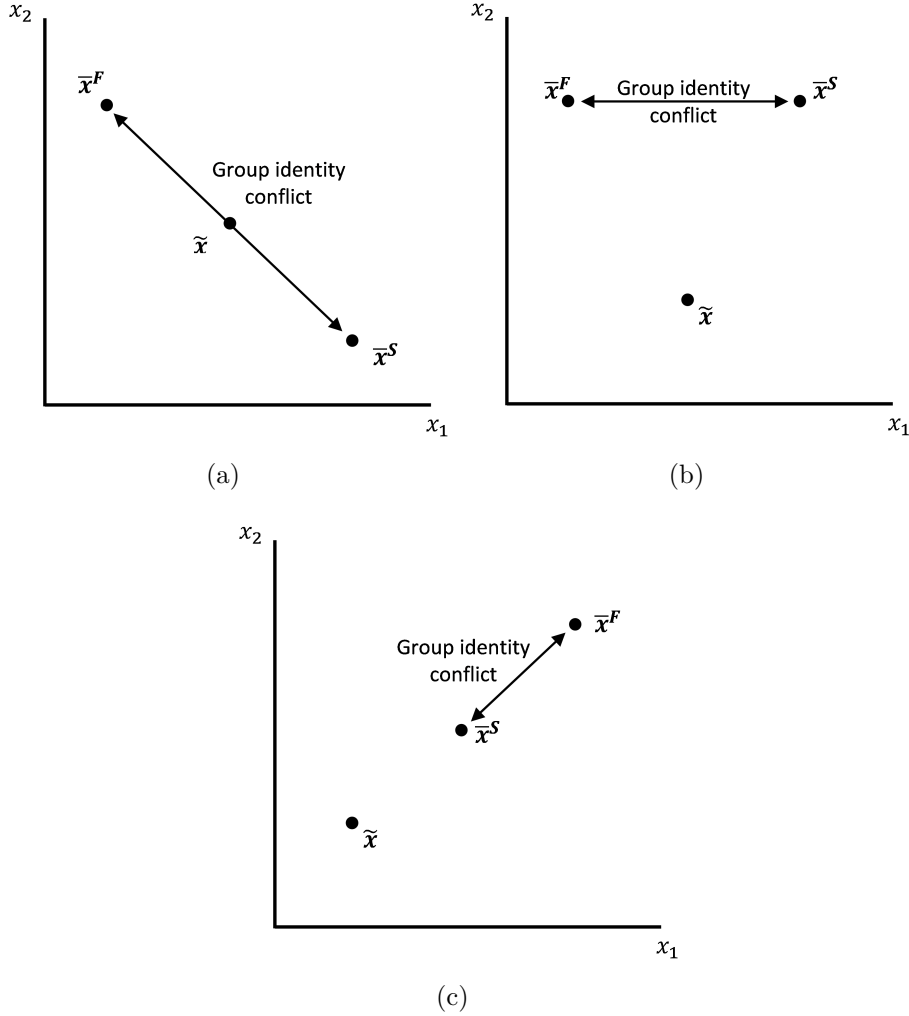 x₂
x̅ᶠ
Group identity
conflict
x̃
x̅ˢ
x₁
(a)
x₂
x̅ᶠ
Group identity
conflict
x̅ˢ
x̃
x₁
(b)
x₂
x̅ᶠ
Group identity
conflict
x̅ˢ
x̃
x₁
(c)